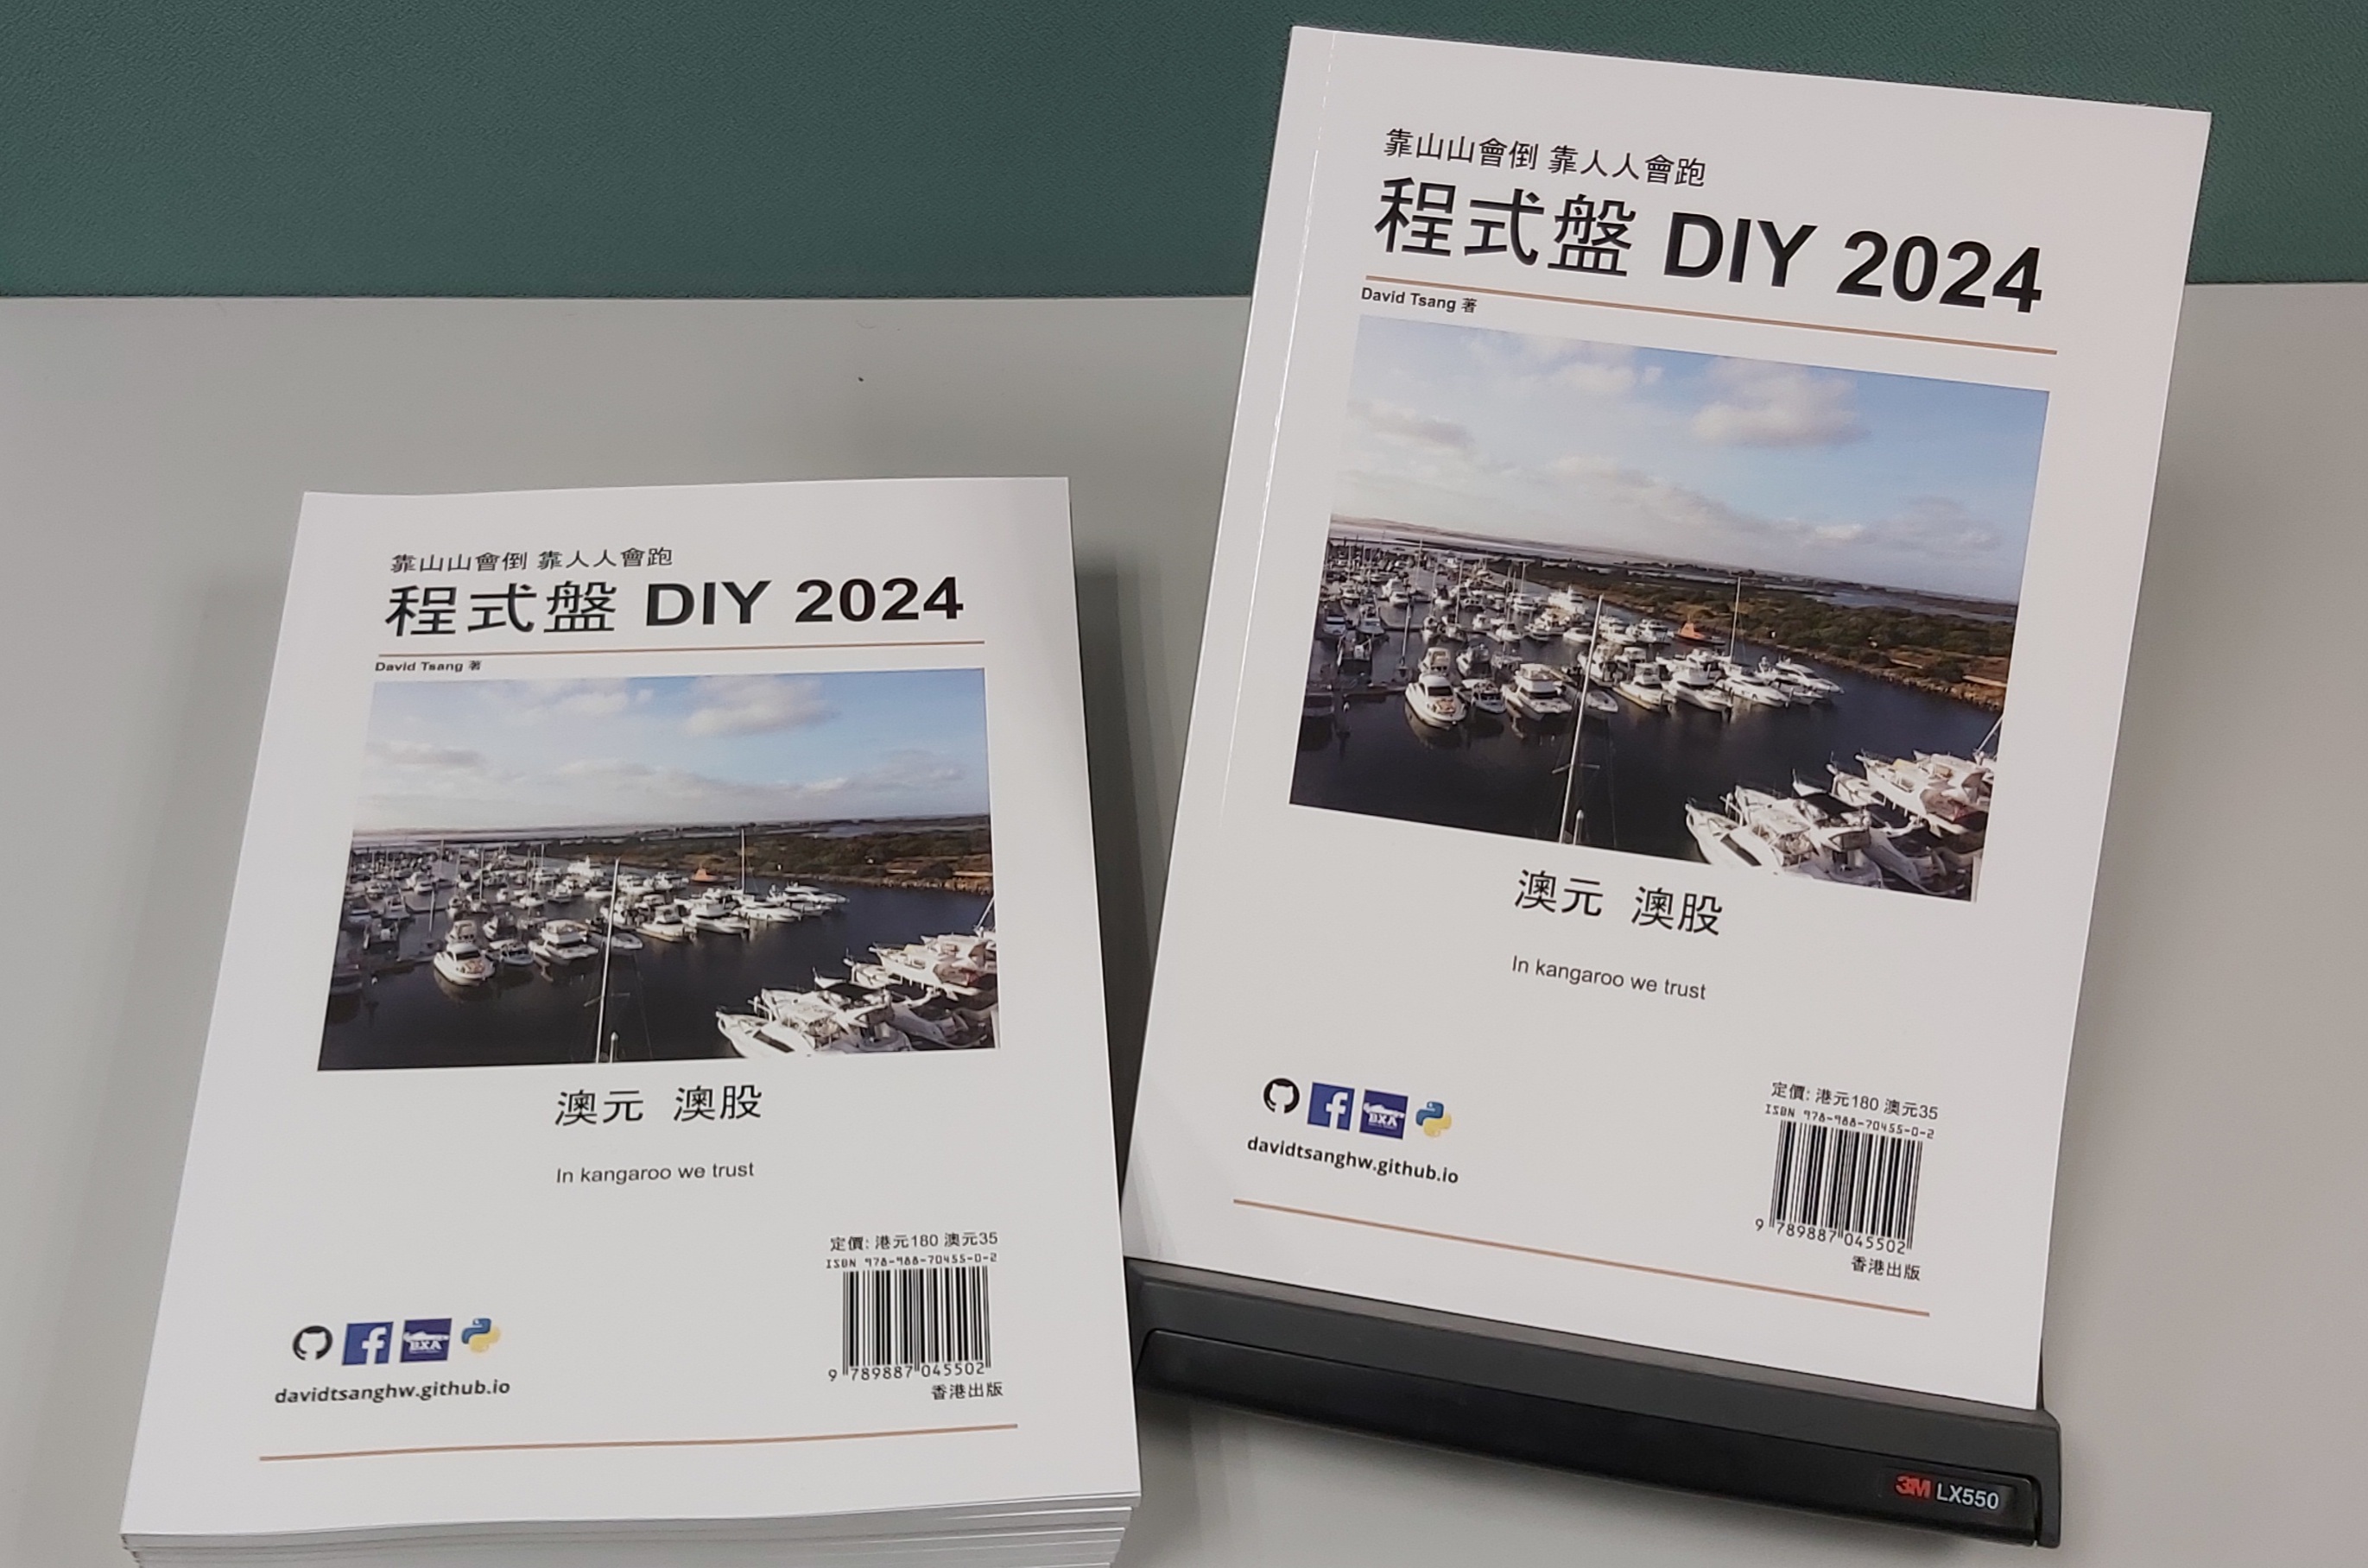 靠山山會倒 靠人人會跑
程式盤 DIY 2024
David Tsang 著
澳元 澳股
In kangaroo we trust
定價: 港元180 澳元35
ISBN 978-988-70455-0-2
9 789887 045502
香港出版
BXA
davidtsanghw.github.io
靠山山會倒 靠人人會跑
程式盤 DIY 2024
David Tsang 著
澳元 澳股
In kangaroo we trust
定價: 港元180 澳元35
ISBN 978-988-70455-0-2
9 789887 045502
香港出版
BXA
davidtsanghw.github.io
3M LX550